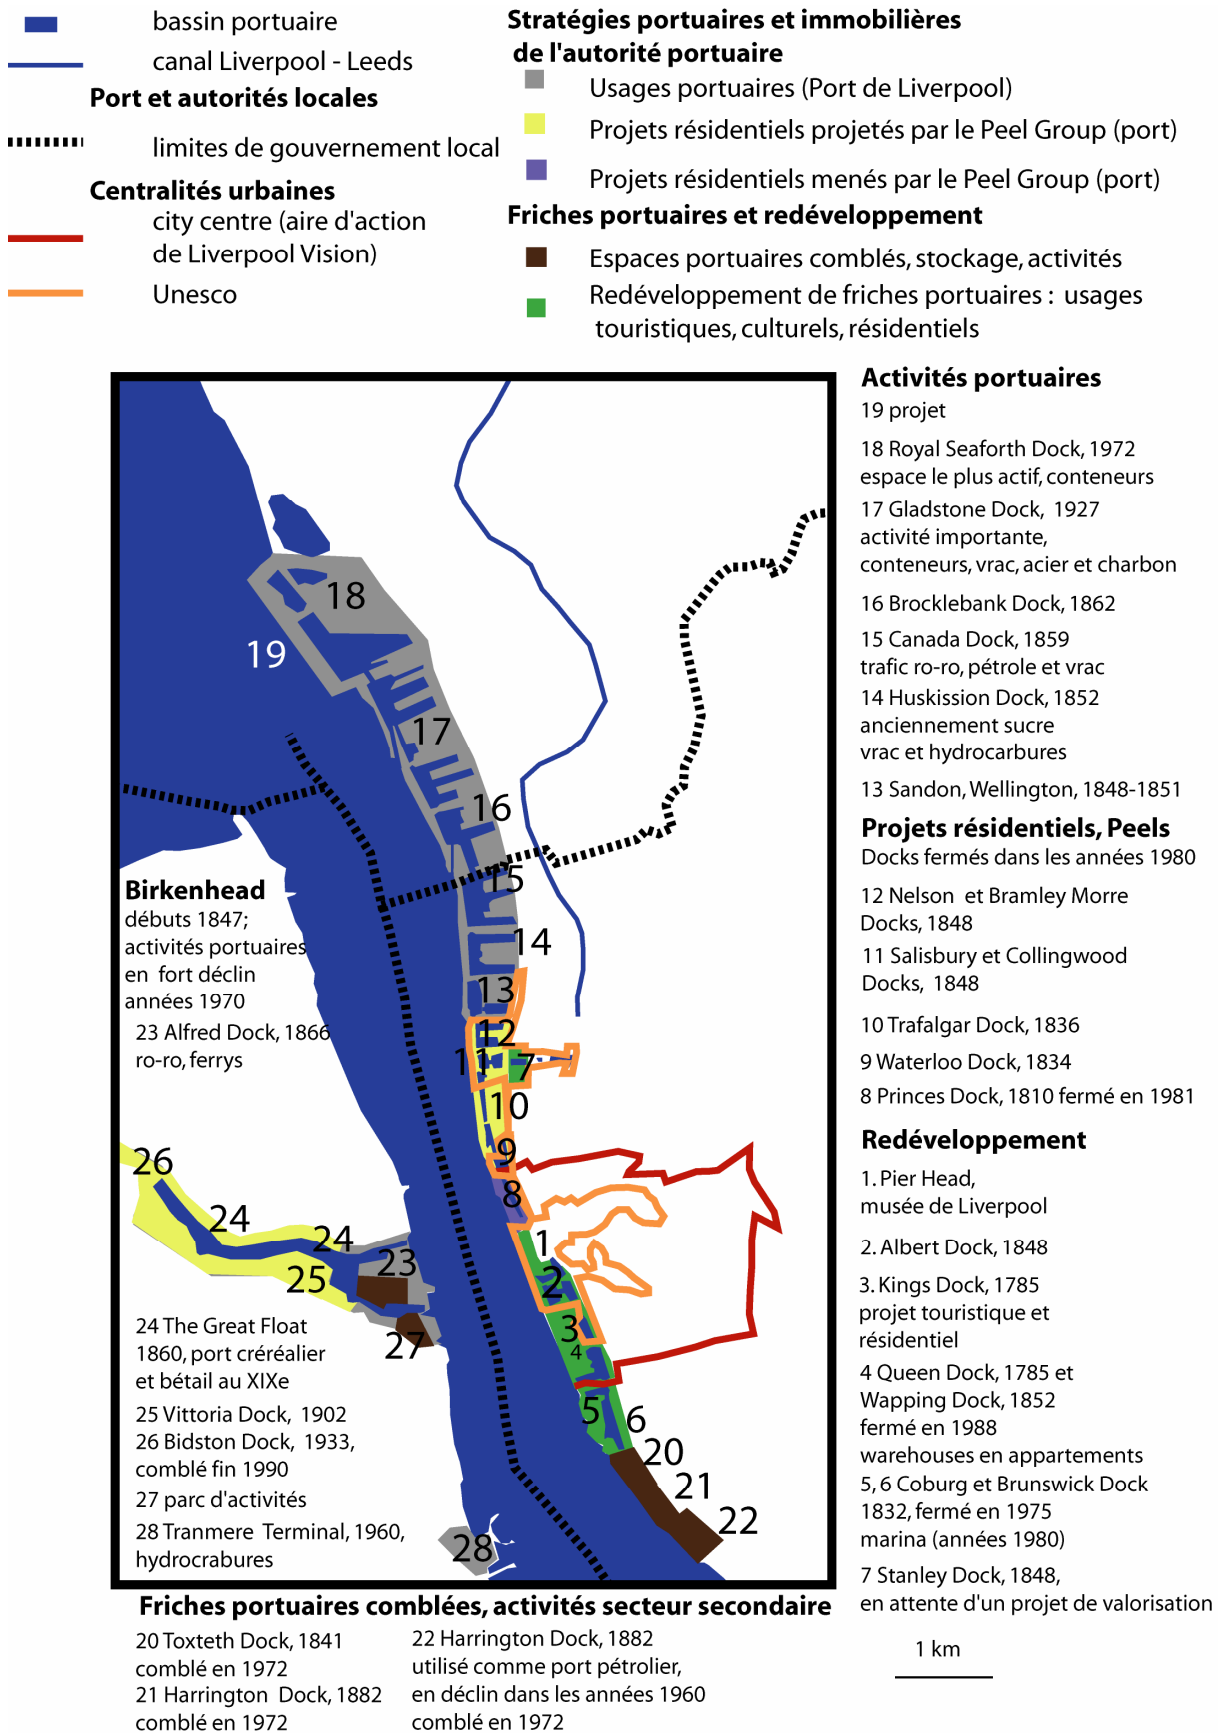 bassin portuaire
canal Liverpool - Leeds
Port et autorités locales
limites de gouvernement local
Centralités urbaines
city centre (aire d'action
de Liverpool Vision)
Unesco
Stratégies portuaires et immobilières
de l'autorité portuaire
Usages portuaires (Port de Liverpool)
Projets résidentiels projetés par le Peel Group (port)
Projets résidentiels menés par le Peel Group (port)
Friches portuaires et redéveloppement
Espaces portuaires comblés, stockage, activités
Redéveloppement de friches portuaires : usages
touristiques, culturels, résidentiels
18
19
17
16
15
14
13
12
11
7
10
9
8
1
2
3
4
5
6
20
21
22
26
24
24
23
25
27
28
Birkenhead
débuts 1847;
activités portuaires
en fort déclin
années 1970
23 Alfred Dock, 1866
ro-ro, ferrys
24 The Great Float
1860, port créréalier
et bétail au XIXe
25 Vittoria Dock, 1902
26 Bidston Dock, 1933,
comblé fin 1990
27 parc d'activités
28 Tranmere Terminal, 1960,
hydrocrabures
Activités portuaires
19 projet
18 Royal Seaforth Dock, 1972
espace le plus actif, conteneurs
17 Gladstone Dock, 1927
activité importante,
conteneurs, vrac, acier et charbon
16 Brocklebank Dock, 1862
15 Canada Dock, 1859
trafic ro-ro, pétrole et vrac
14 Huskission Dock, 1852
anciennement sucre
vrac et hydrocarbures
13 Sandon, Wellington, 1848-1851
Projets résidentiels, Peels
Docks fermés dans les années 1980
12 Nelson et Bramley Morre
Docks, 1848
11 Salisbury et Collingwood
Docks, 1848
10 Trafalgar Dock, 1836
9 Waterloo Dock, 1834
8 Princes Dock, 1810 fermé en 1981
Redéveloppement
1. Pier Head,
musée de Liverpool
2. Albert Dock, 1848
3. Kings Dock, 1785
projet touristique et
résidentiel
4 Queen Dock, 1785 et
Wapping Dock, 1852
fermé en 1988
warehouses en appartements
5, 6 Coburg et Brunswick Dock
1832, fermé en 1975
marina (années 1980)
7 Stanley Dock, 1848,
en attente d'un projet de valorisation
1 km
Friches portuaires comblées, activités secteur secondaire
20 Toxteth Dock, 1841
comblé en 1972
21 Harrington Dock, 1882
comblé en 1972
22 Harrington Dock, 1882
utilisé comme port pétrolier,
en déclin dans les années 1960
comblé en 1972